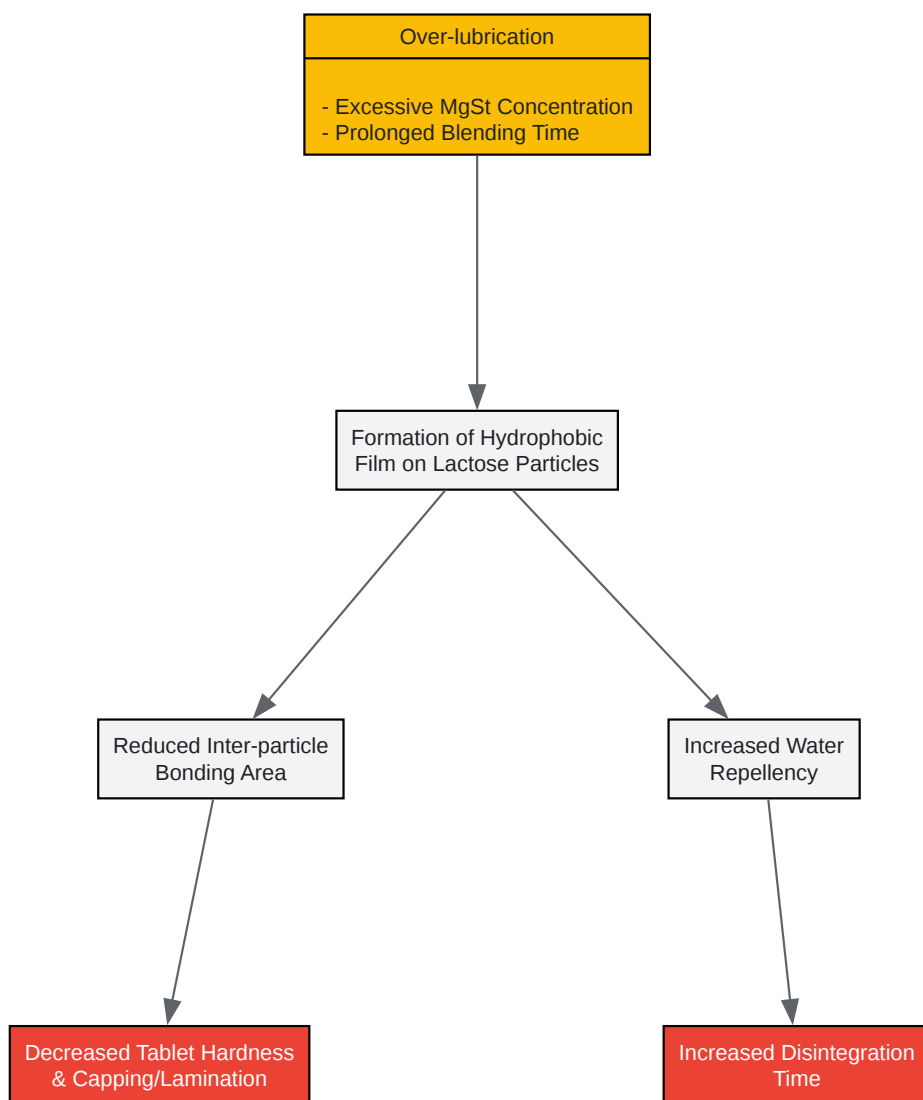 Over-lubrication
- Excessive MgSt Concentration
- Prolonged Blending Time
Formation of Hydrophobic
Film on Lactose Particles
Reduced Inter-particle
Bonding Area
Increased Water
Repellency
Decreased Tablet Hardness
& Capping/Lamination
Increased Disintegration
Time